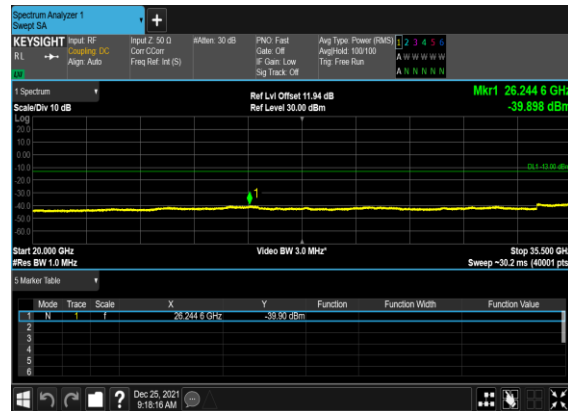 Spectrum Analyzer 1
Swept SA
+
KEYSIGHT Input: RF Input Z: 50 Ω #Atten: 30 dB PNO: Fast Avg Type: Power (RMS) 1 2 3 4 5 6
RL Coupling: DC Corr CCorr Gate: Off Avg|Hold: 100/100 A W W W W W
Align: Auto Freq Ref: Int (S) IF Gain: Low Trig: Free Run
LW Sig Track: Off A N N N N N
1 Spectrum Ref Lvl Offset 11.94 dB Mkr1 26.244 6 GHz
Scale/Div 10 dB Ref Level 30.00 dBm -39.898 dBm
Log
20.0
10.0
0.00
-10.0 DL1 -13.00 dBm
-20.0
-30.0 1
-40.0
-50.0
-60.0
Start 20.000 GHz Video BW 3.0 MHz* Stop 35.500 GHz
#Res BW 1.0 MHz Sweep ~30.2 ms (40001 pts)
5 Marker Table
Mode Trace Scale X Y Function Function Width Function Value
1 N 1 f 26.244 6 GHz -39.90 dBm
2
3
4
5
6
? Dec 25, 2021
9:18:16 AM